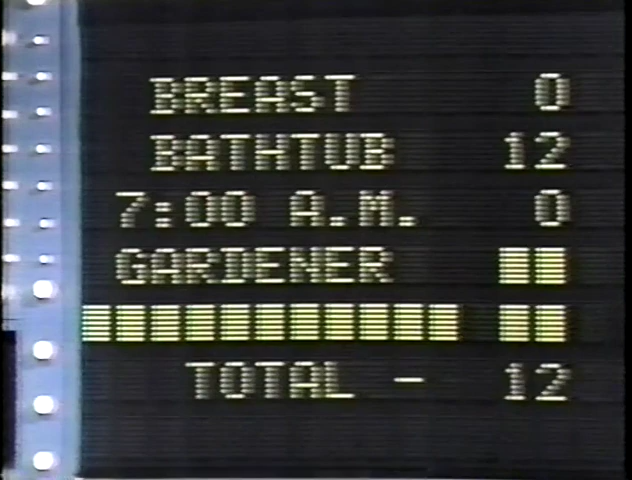 BREAST 0
BATHTUB 12
7:00 A.M. 0
GARDENER
TOTAL - 12